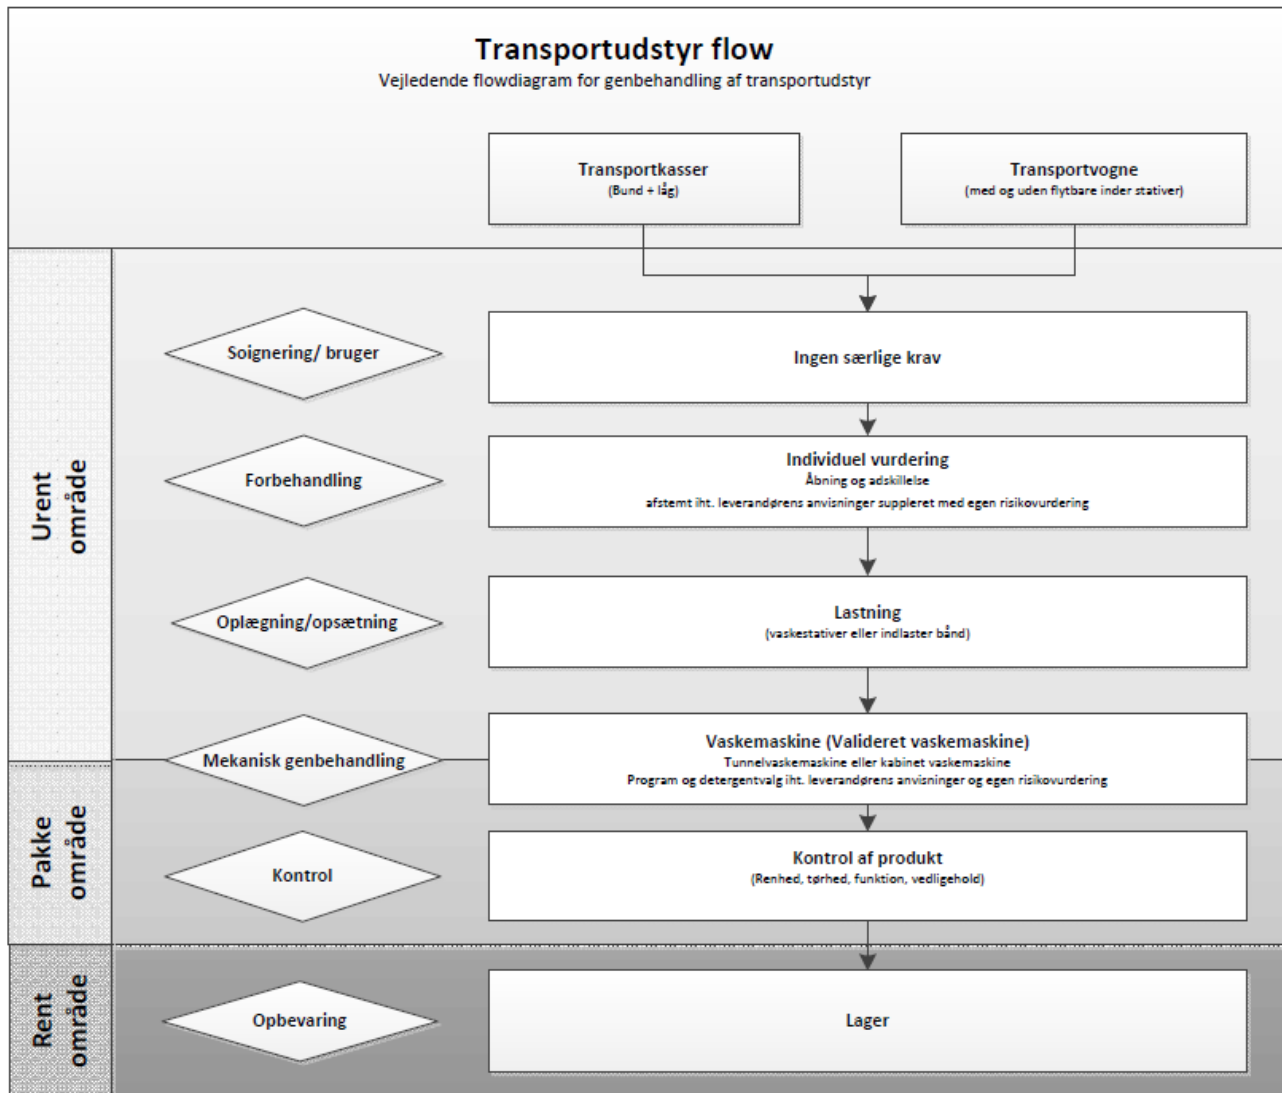 Transportudstyr flow
Vejledende flowdiagram for genbehandling af transportudstyr
Transportkasser
(Bund + låg)
Transportvogne
(med og uden flytbare inder stativer)
Urent
område
Soignering/ bruger
Ingen særlige krav
Forbehandling
Individuel vurdering
Åbning og adskillelse
afstemt iht. leverandørens anvisninger suppleret med egen risikovurdering
Oplægning/opsætning
Lastning
(vaskestativer eller indlaster bånd)
Mekanisk genbehandling
Vaskemaskine (Valideret vaskemaskine)
Tunnelvaskemaskine eller kabinet vaskemaskine
Program og detergentvalg iht. leverandørens anvisninger og egen risikovurdering
Pakke
område
Kontrol
Kontrol af produkt
(Renhed, tørhed, funktion, vedligehold)
Rent
område
Opbevaring
Lager